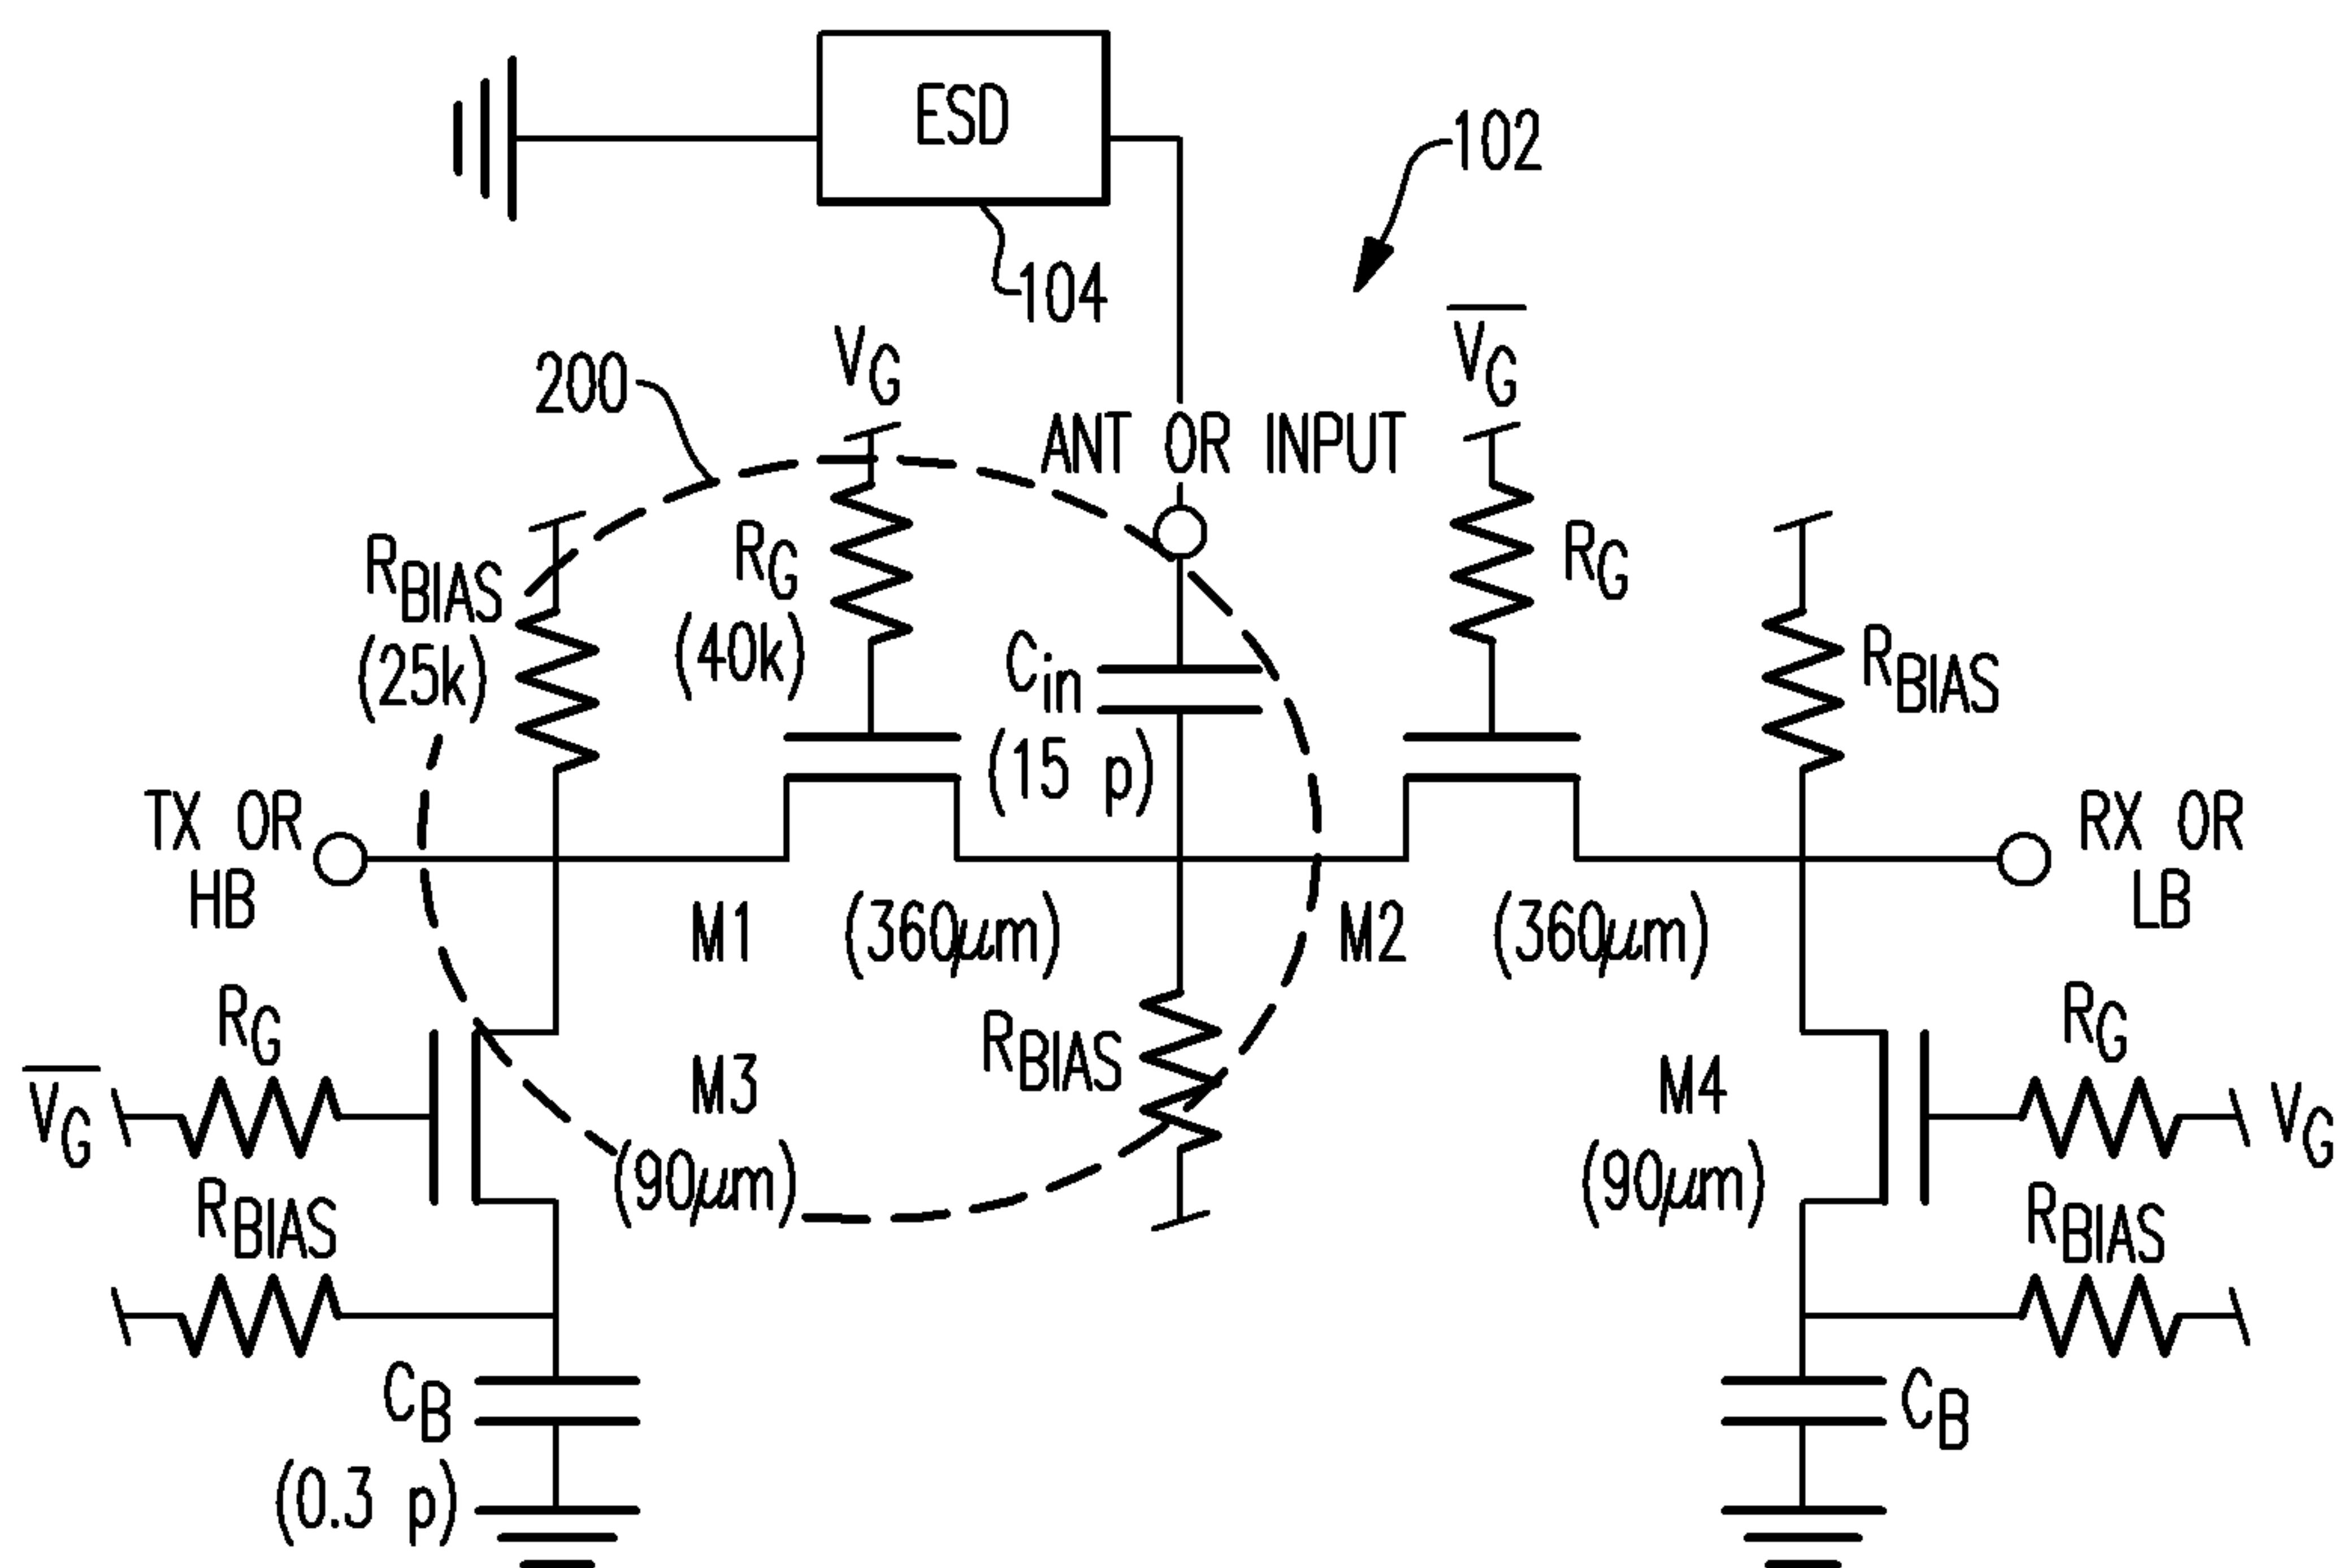 ESD
102
104
V̅G̅
VG
200
ANT OR INPUT
RBIAS
(25k)
RG
(40k)
RG
Cin
(15 p)
RBIAS
TX OR
HB
RX OR
LB
M1
(360µm)
M2
(360µm)
RG
V̅G̅
M3
(90µm)
RBIAS
M4
(90µm)
RG
VG
RBIAS
RBIAS
CB
(0.3 p)
CB